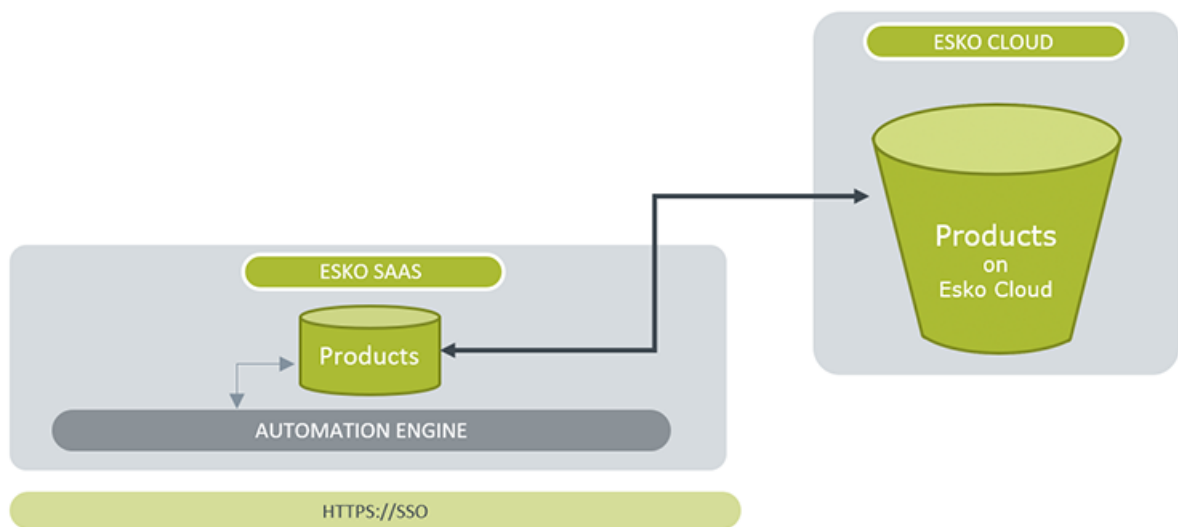 ESKO CLOUD
Products
on
Esko Cloud
ESKO SAAS
Products
AUTOMATION ENGINE
HTTPS://SSO